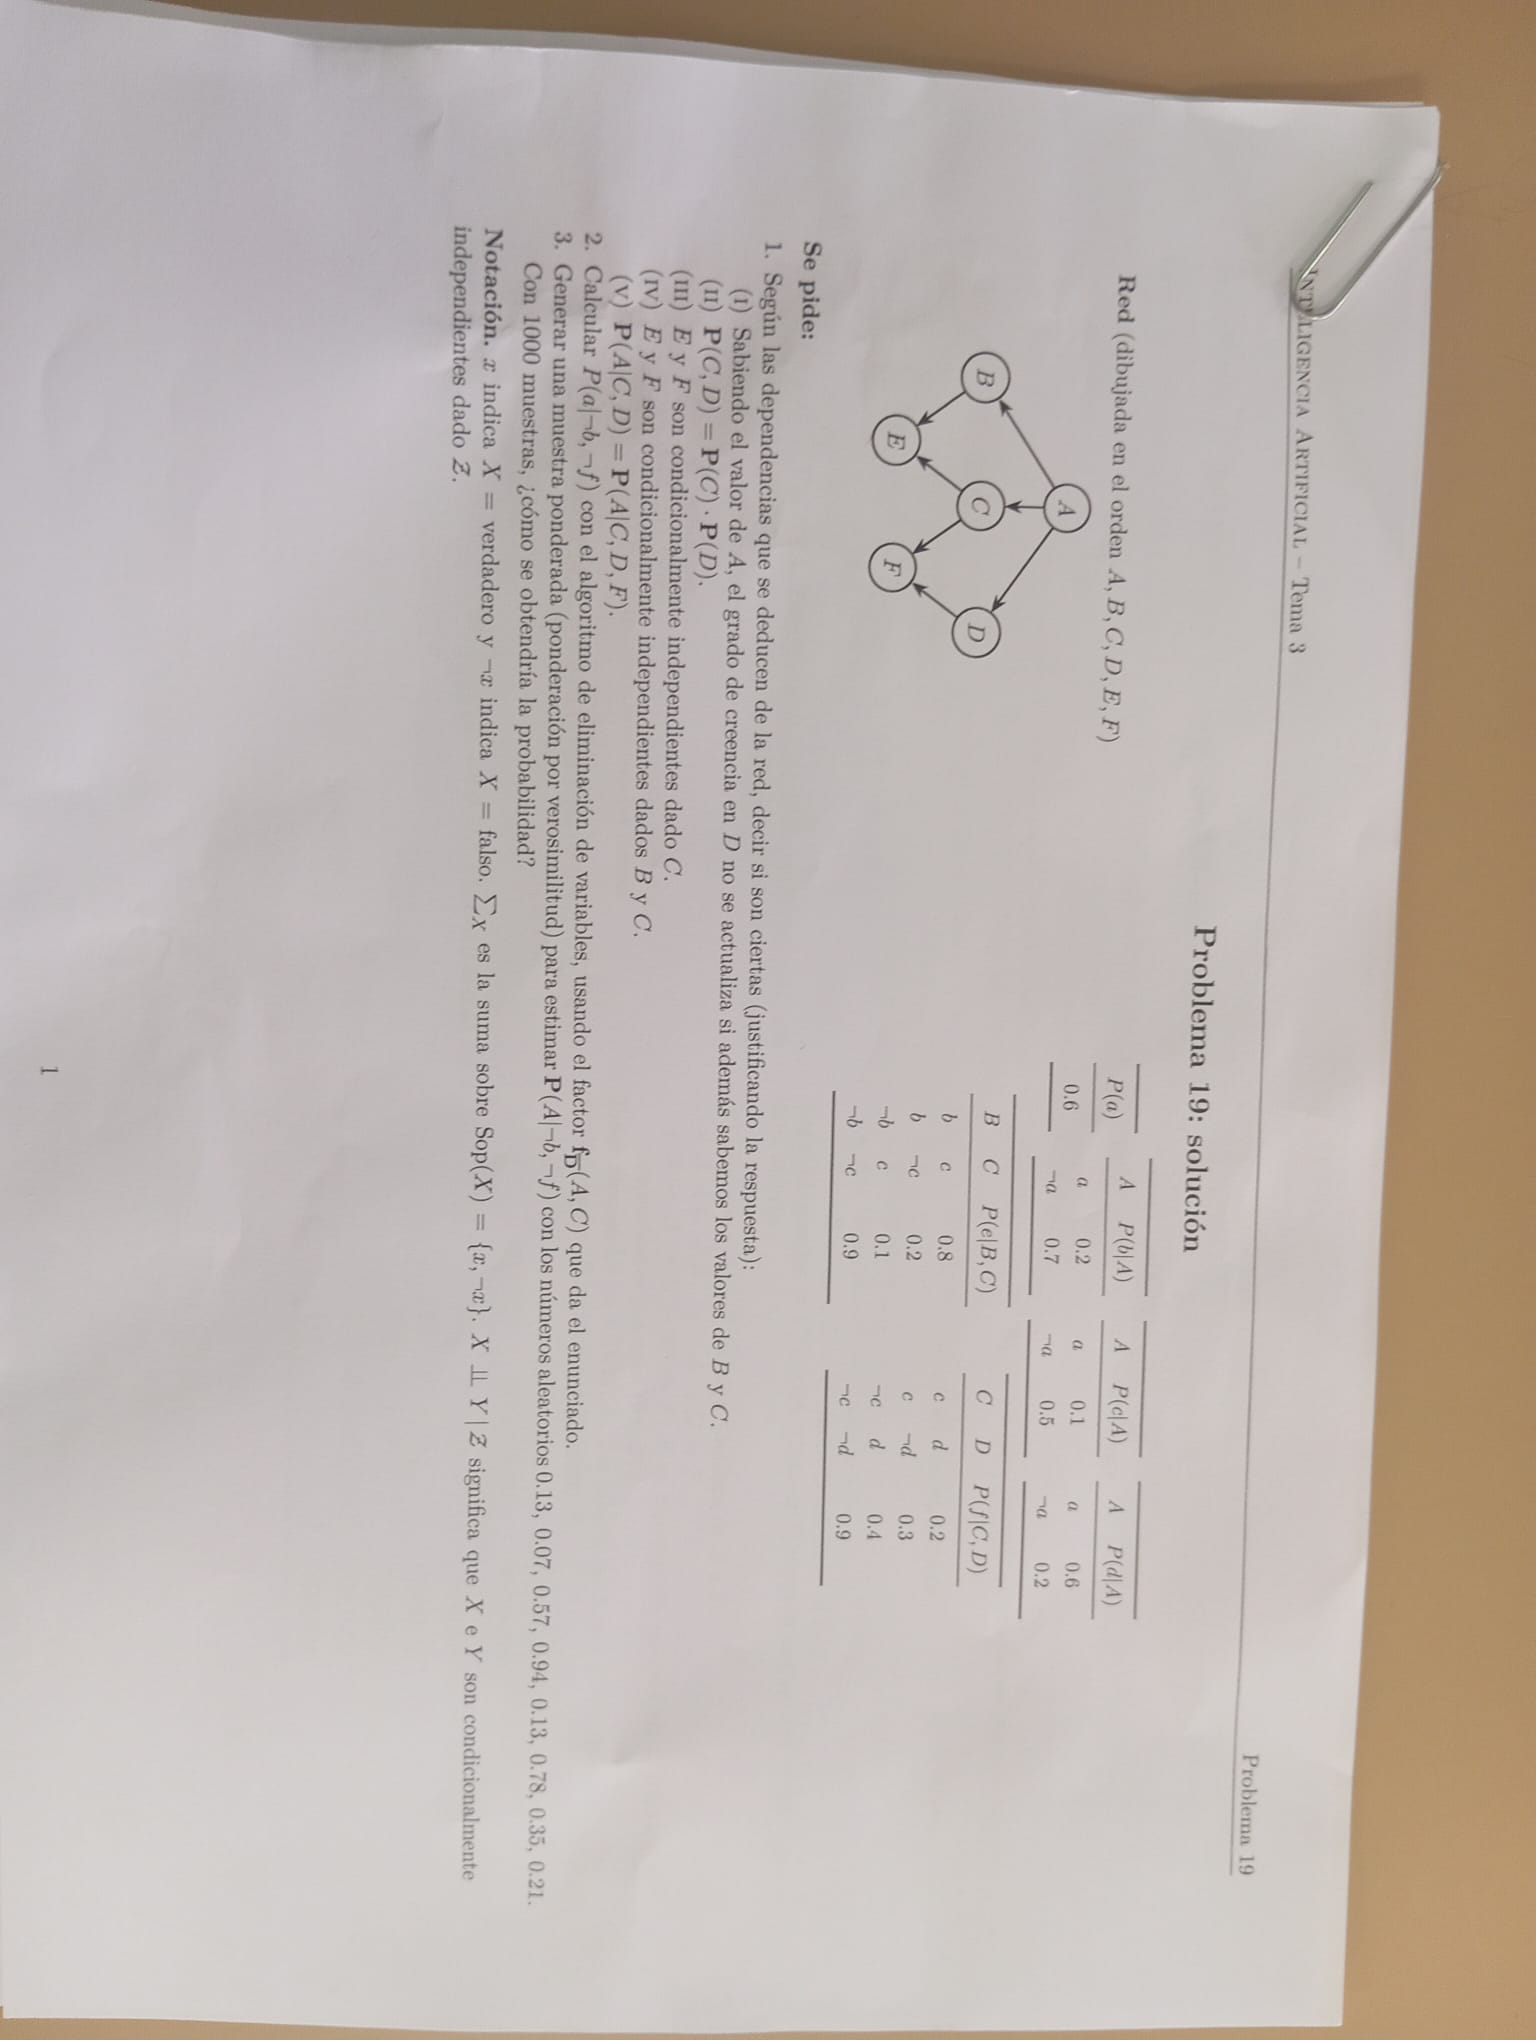 INTELIGENCIA ARTIFICIAL – Tema 3
Problema 19
Problema 19: solución
Red (dibujada en el orden A, B, C, D, E, F)
A
B C D
E F
P(a)
0.6
A P(b|A)
a 0.2
¬a 0.7
A P(c|A)
a 0.1
¬a 0.5
A P(d|A)
a 0.6
¬a 0.2
B C P(e|B, C)
b c 0.8
b ¬c 0.2
¬b c 0.1
¬b ¬c 0.9
C D P(f|C, D)
c d 0.2
c ¬d 0.3
¬c d 0.4
¬c ¬d 0.9
Se pide:
1. Según las dependencias que se deducen de la red, decir si son ciertas (justificando la respuesta):
(I) Sabiendo el valor de A, el grado de creencia en D no se actualiza si además sabemos los valores de B y C.
(II) P(C, D) = P(C) · P(D).
(III) E y F son condicionalmente independientes dado C.
(IV) E y F son condicionalmente independientes dados B y C.
(V) P(A|C, D) = P(A|C, D, F).
2. Calcular P(a|¬b, ¬f) con el algoritmo de eliminación de variables, usando el factor f_D̅(A, C) que da el enunciado.
3. Generar una muestra ponderada (ponderación por verosimilitud) para estimar P(A|¬b, ¬f) con los números aleatorios 0.13, 0.07, 0.57, 0.94, 0.13, 0.78, 0.35, 0.21.
Con 1000 muestras, ¿cómo se obtendría la probabilidad?
Notación. x indica X = verdadero y ¬x indica X = falso. ∑_X es la suma sobre Sop(X) = {x, ¬x}. X ⫫ Y | Z significa que X e Y son condicionalmente
independientes dado Z.
1